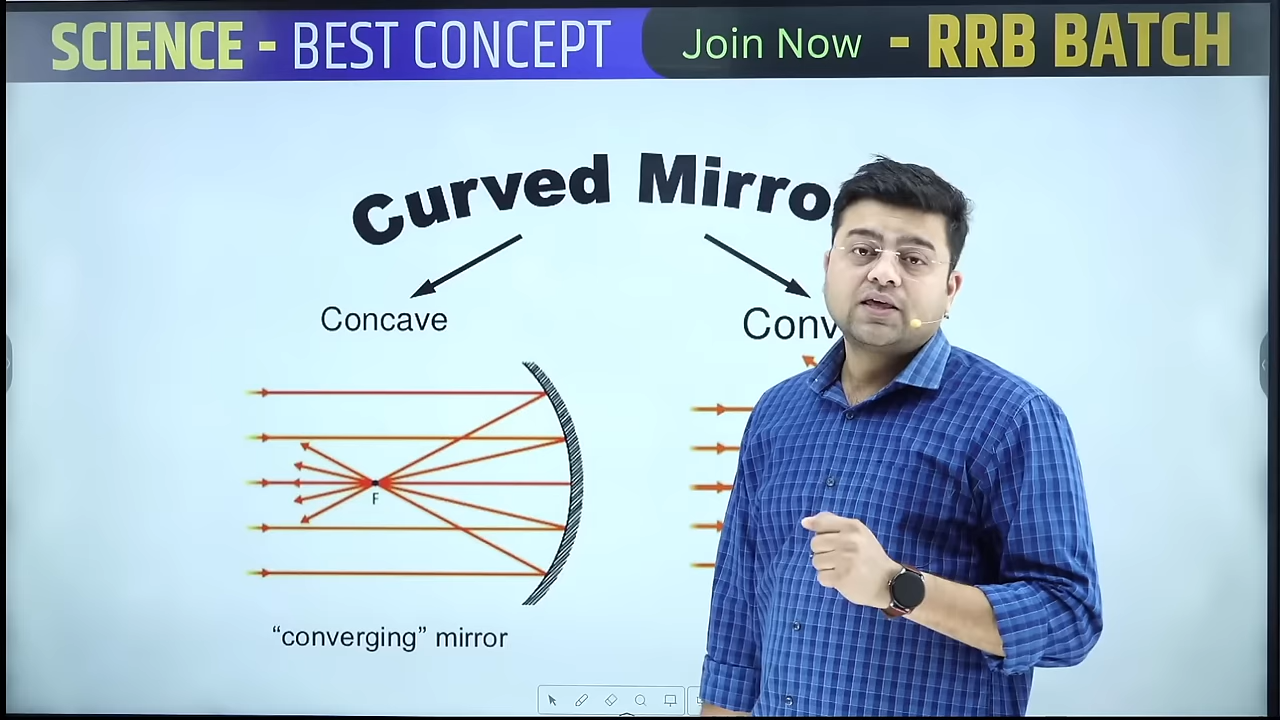 SCIENCE - BEST CONCEPT Join Now - RRB BATCH
Curved Mirro
Concave
Conv
F
“converging” mirror